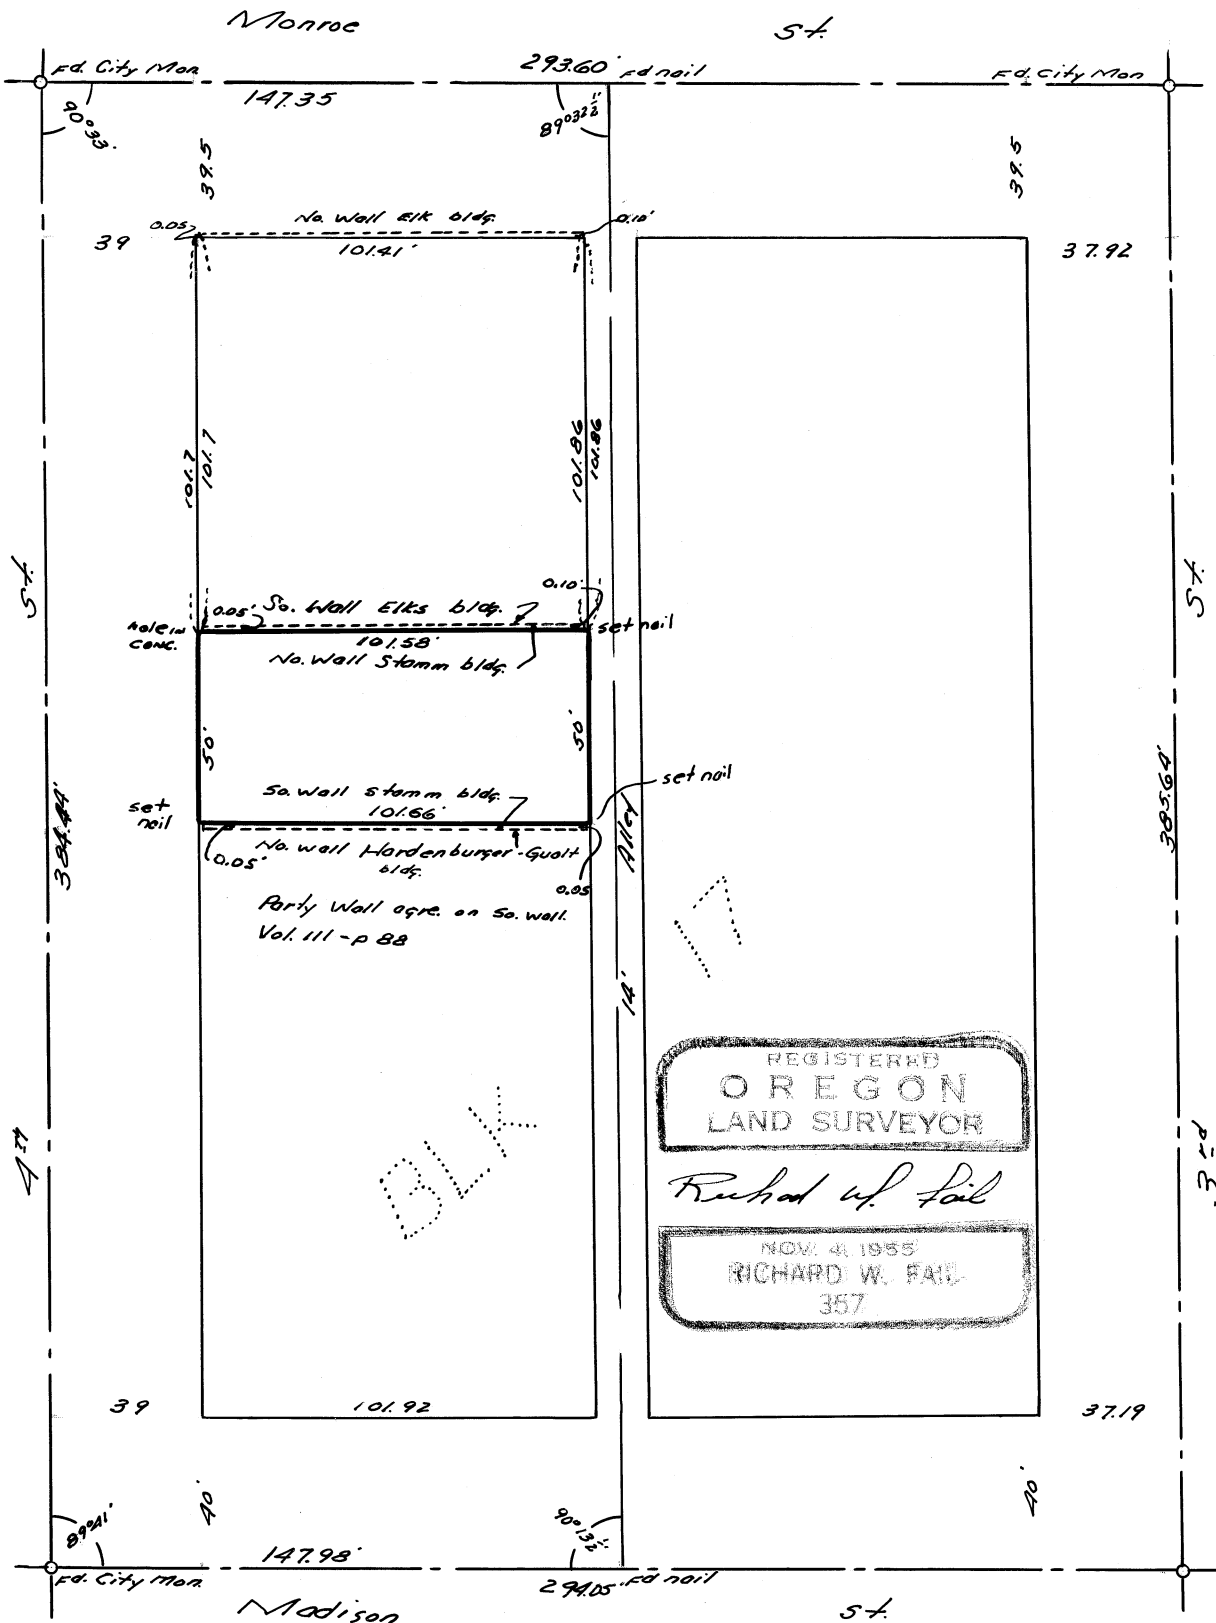 Monroe St.
Fd. City Mon.
293.60'
Fd nail
Fd. City Mon
147.35
90°33'
89°32½'
39.5
39.5
No. Wall Elk bldg.
0.05'
0.10'
39
101.41'
37.92
101.7
101.7
101.86
101.86
St.
St.
0.10'
0.05'
So. Wall Elks bldg.
Hole in
Conc.
set nail
101.58'
No. Wall Stamm bldg.
50'
50'
set nail
So. wall Stamm bldg.
set
nail
101.66'
Alley
384.44'
385.64'
No. wall Hardenburger-Gualt
bldg.
0.05'
0.05
Party Wall agre. on So. wall.
Vol. 111 - p 88
14'
17
BLK
REGISTERED
OREGON
LAND SURVEYOR
4th
3rd
Richard W. Fail
NOV. 4, 1955
RICHARD W. FAIL
357
39
101.92
37.19
40'
40'
89°41'
90°13½'
147.98'
Fd. City Mon.
294.05'
Fd nail
Madison St.